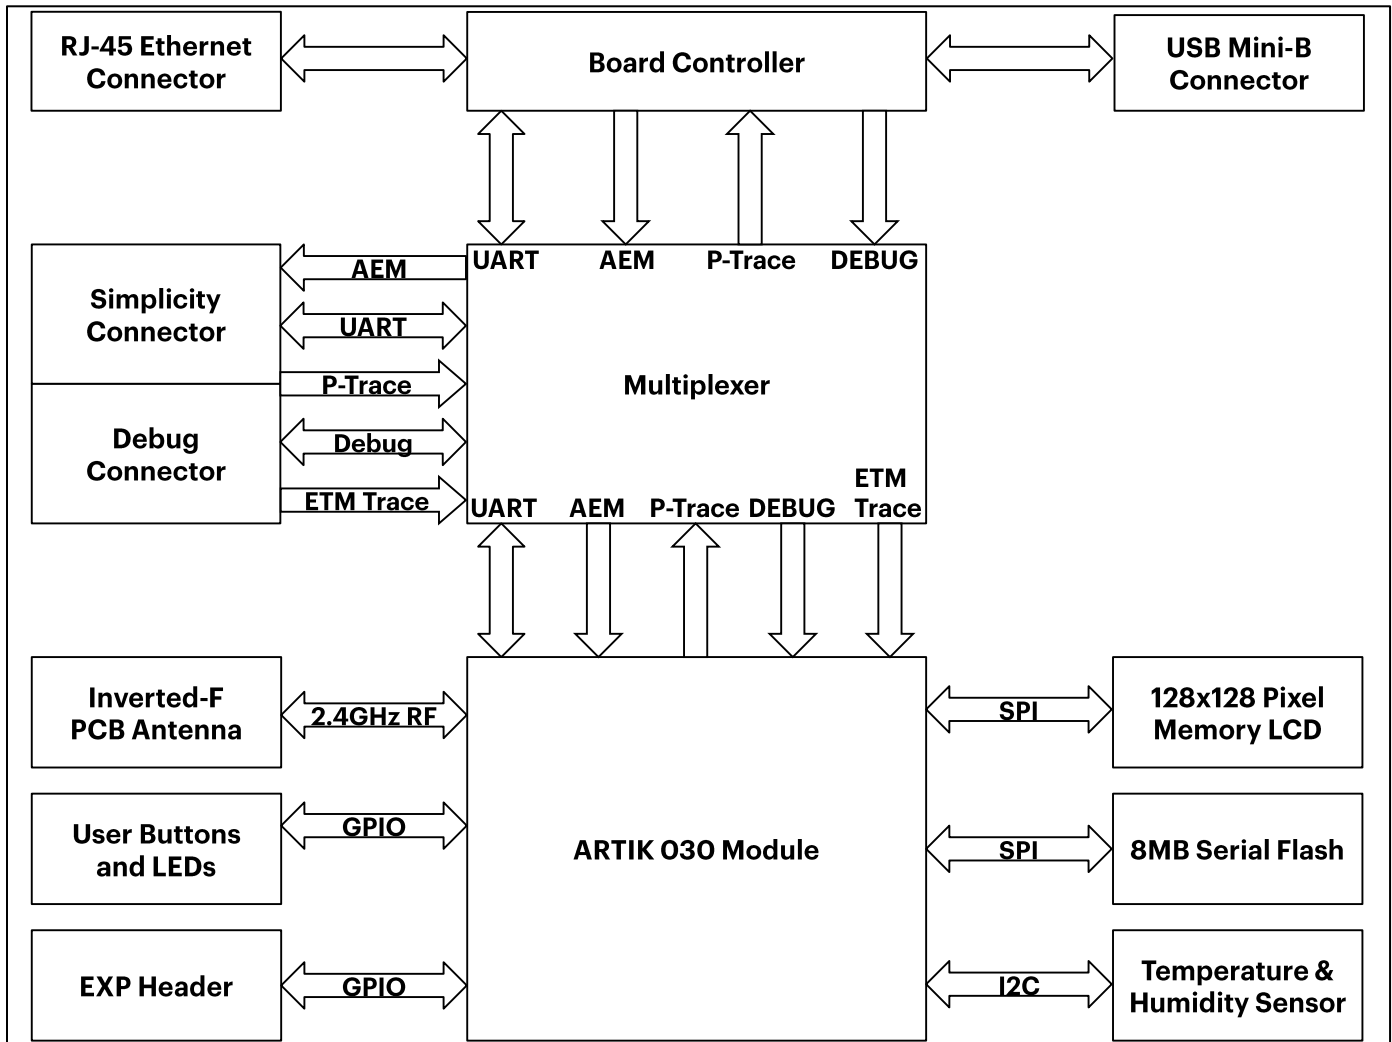 RJ-45 Ethernet
Connector
Board Controller
USB Mini-B
Connector
UART
AEM
P-Trace
DEBUG
Simplicity
Connector
AEM
UART
P-Trace
Multiplexer
Debug
Connector
Debug
ETM Trace
UART
AEM
P-Trace
DEBUG
ETM
Trace
Inverted-F
PCB Antenna
2.4GHz RF
SPI
128x128 Pixel
Memory LCD
User Buttons
and LEDs
GPIO
ARTIK 030 Module
SPI
8MB Serial Flash
EXP Header
GPIO
I2C
Temperature &
Humidity Sensor